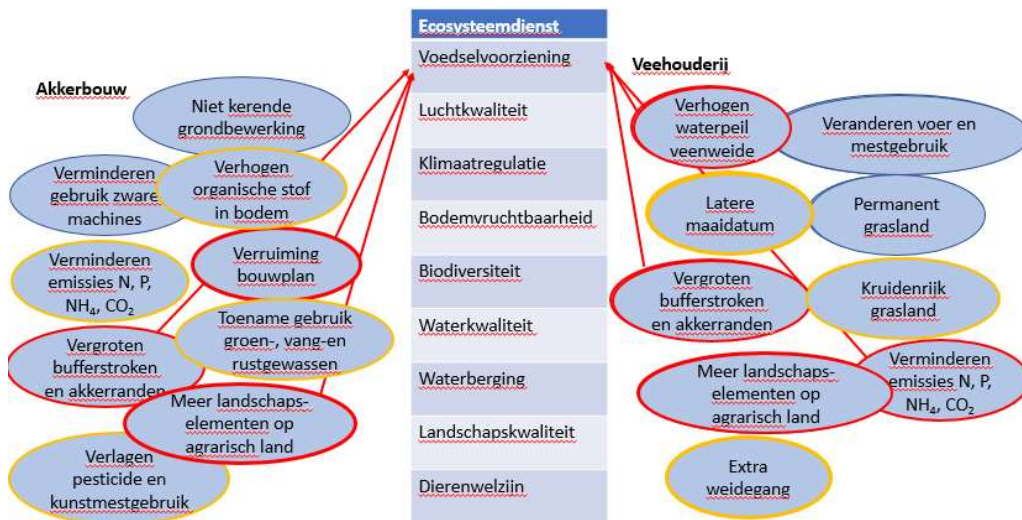 Akkerbouw
Niet kerende
grondbewerking
Verminderen
gebruik zware
machines
Verhogen
organische stof
in bodem
Verminderen
emissies N, P,
NH₄, CO₂
Verruiming
bouwplan
Vergroten
bufferstroken
en akkerranden
Toename gebruik
groen-, vang-en
rustgewassen
Meer landschaps-
elementen op
agrarisch land
Verlagen
pesticide en
kunstmestgebruik
Ecosysteemdienst
Voedselvoorziening
Luchtkwaliteit
Klimaatregulatie
Bodemvruchtbaarheid
Biodiversiteit
Waterkwaliteit
Waterberging
Landschapskwaliteit
Dierenwelzijn
Veehouderij
Verhogen
waterpeil
veenweide
Veranderen voer en
mestgebruik
Latere
maaidatum
Permanent
grasland
Vergroten
bufferstroken
en akkerranden
Kruidenrijk
grasland
Meer landschaps-
elementen op
agrarisch land
Verminderen
emissies N, P,
NH₄, CO₂
Extra
weidegang